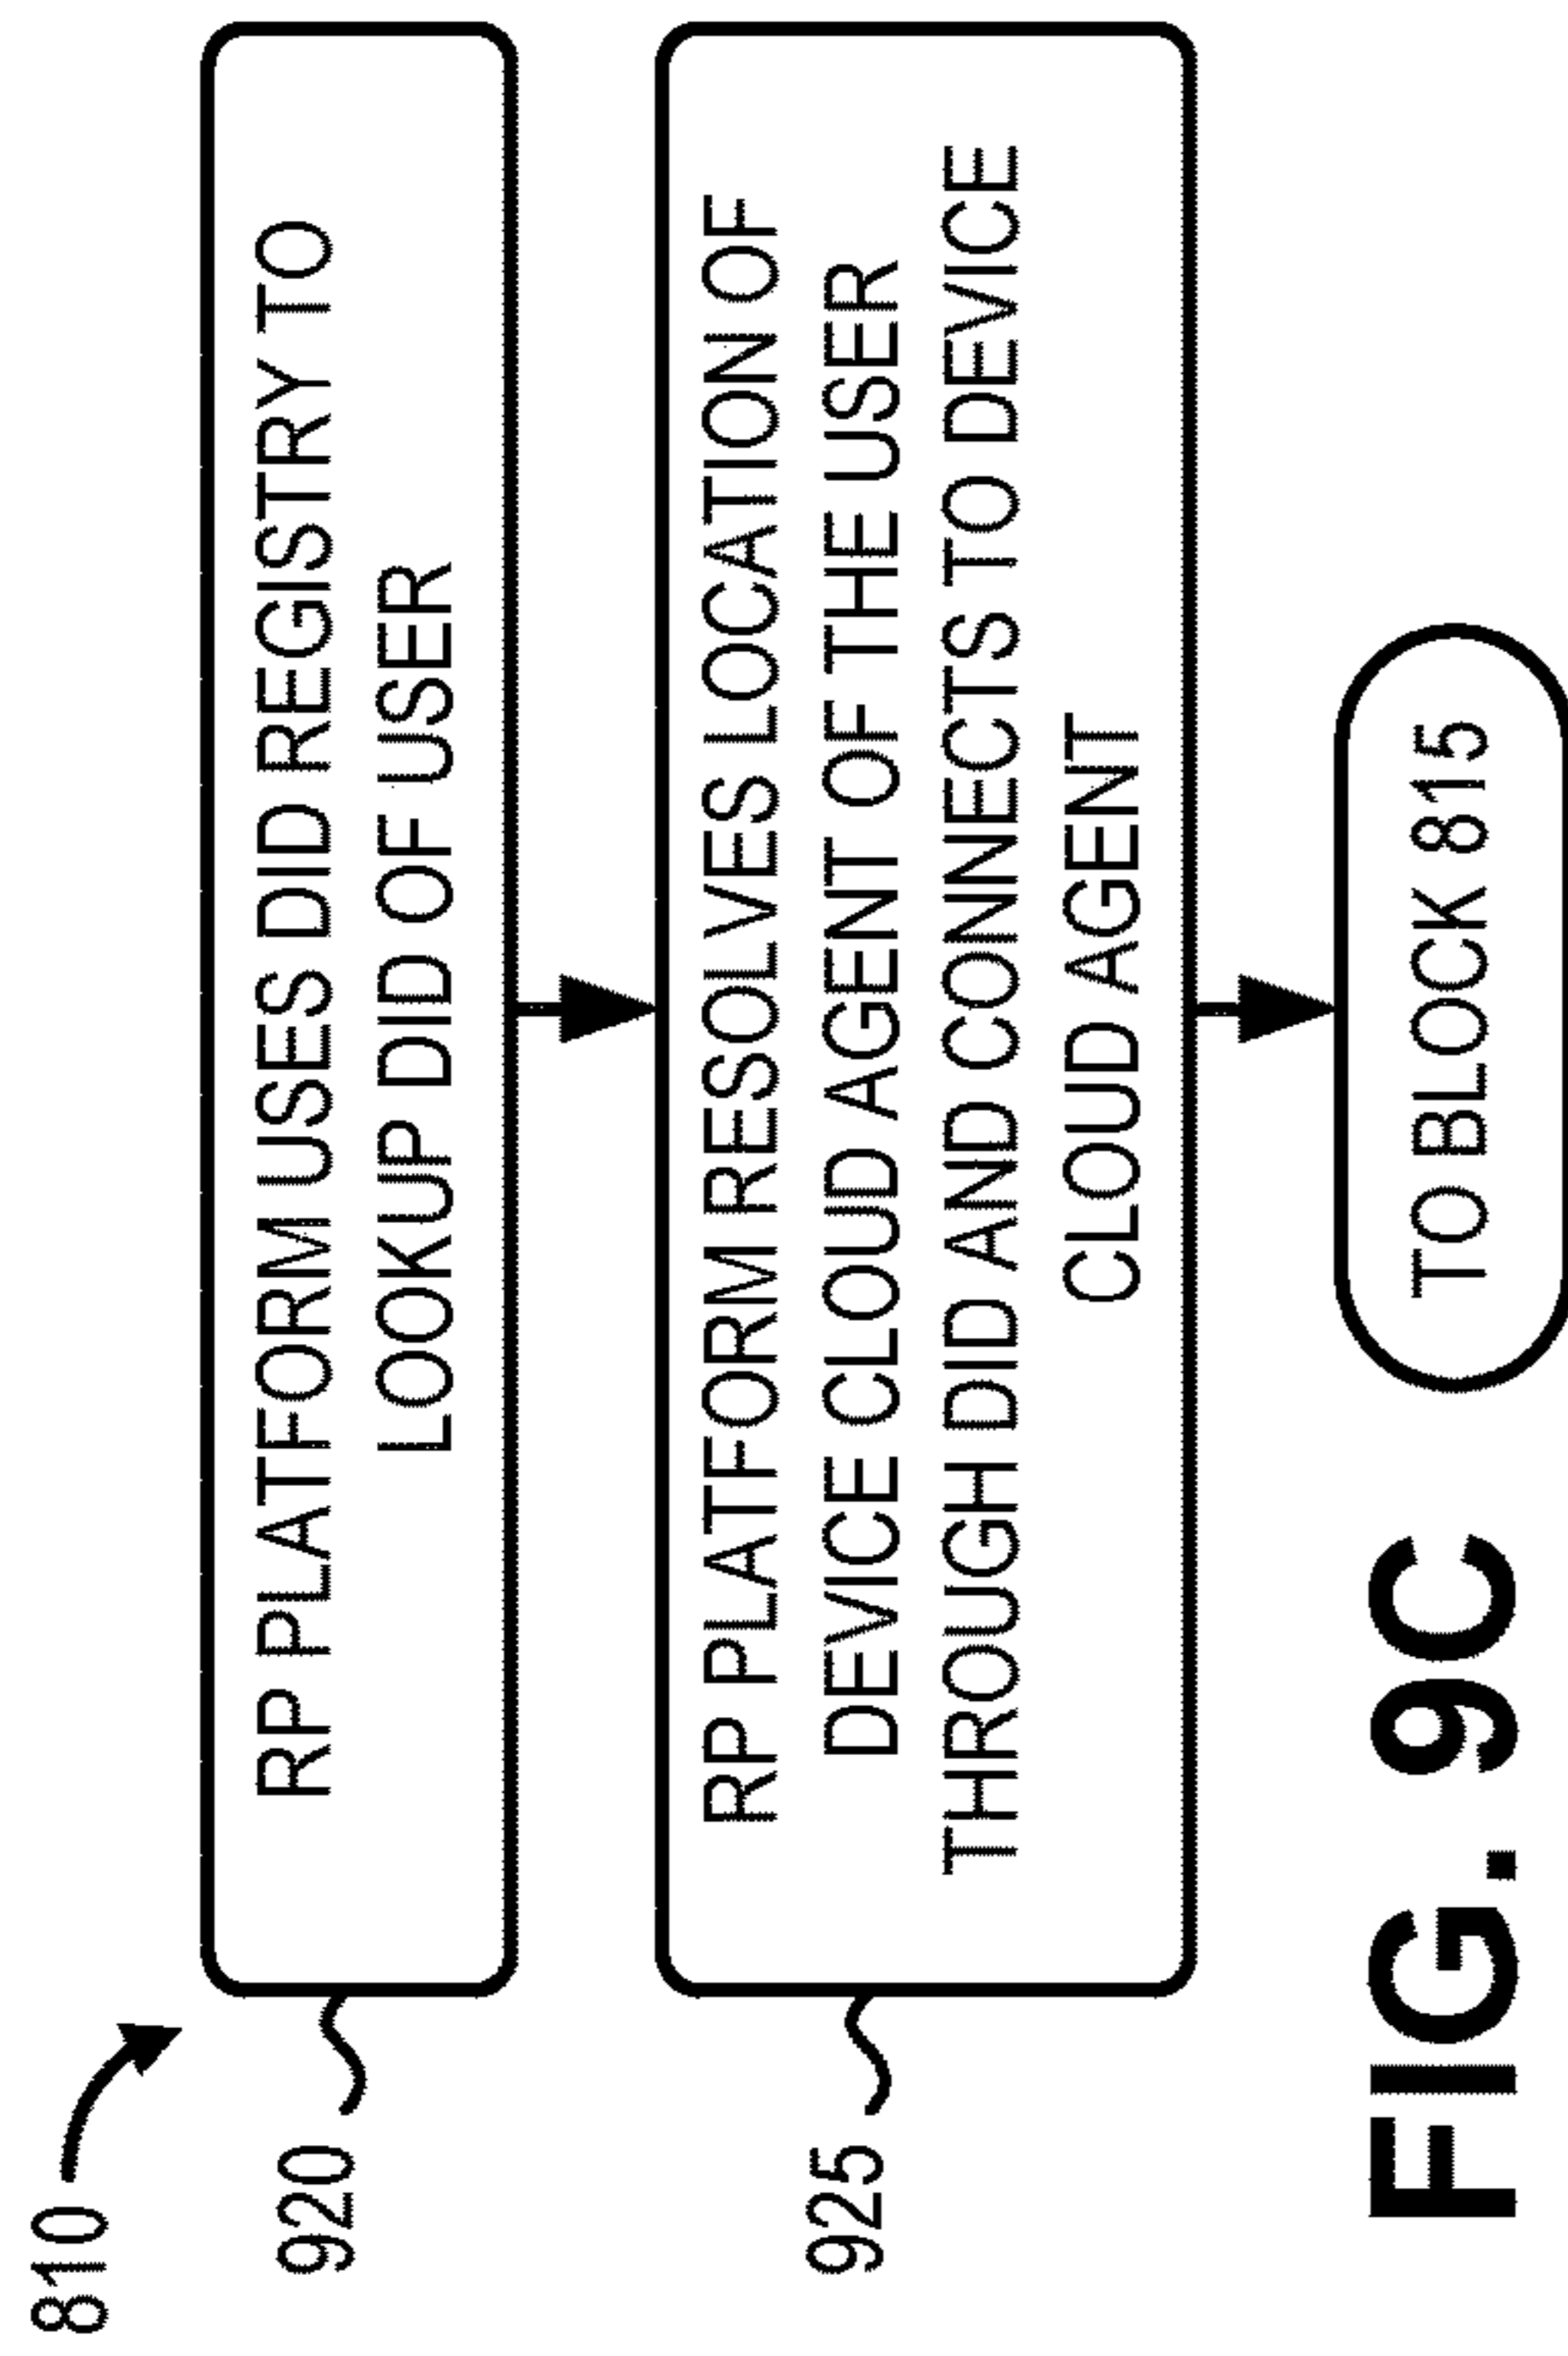 810
920
RP PLATFORM USES DID REGISTRY TO
LOOKUP DID OF USER
925
RP PLATFORM RESOLVES LOCATION OF
DEVICE CLOUD AGENT OF THE USER
THROUGH DID AND CONNECTS TO DEVICE
CLOUD AGENT
TO BLOCK 815
FIG. 9C